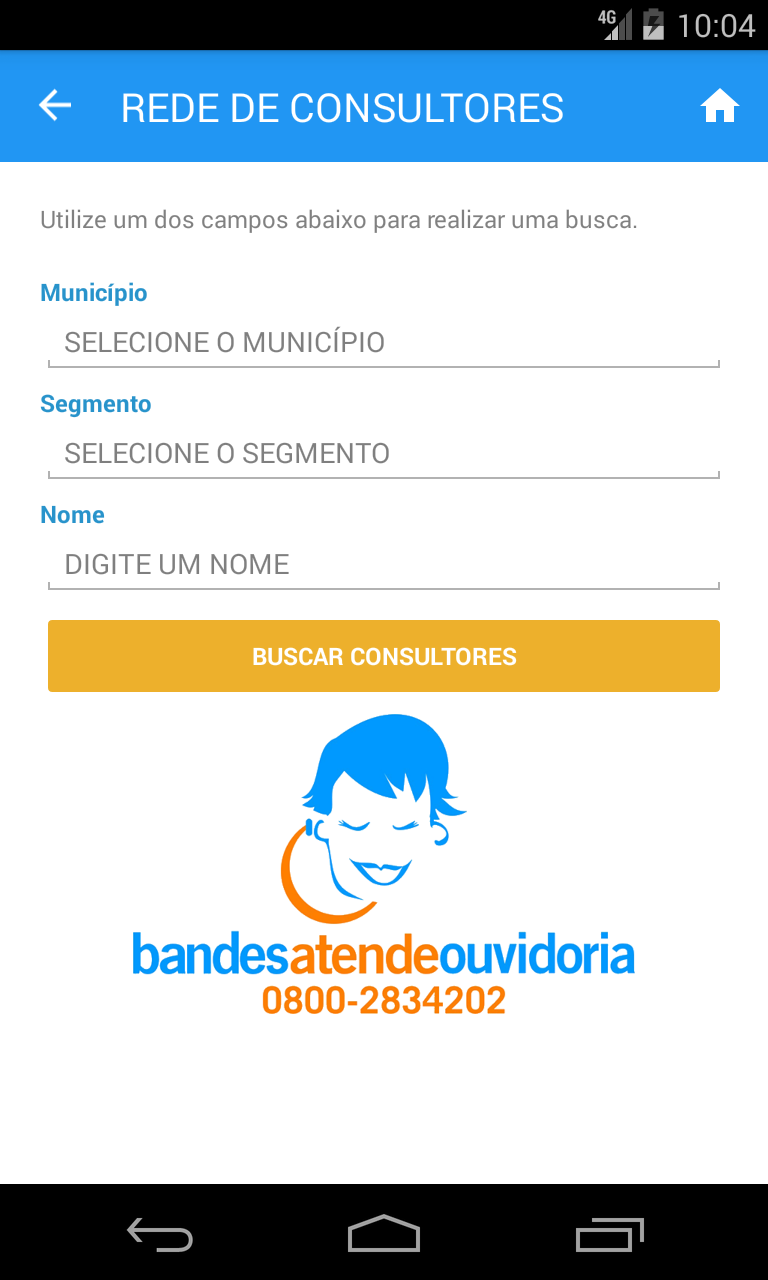 4G 10:04
REDE DE CONSULTORES
Utilize um dos campos abaixo para realizar uma busca.
Município
SELECIONE O MUNICÍPIO
Segmento
SELECIONE O SEGMENTO
Nome
DIGITE UM NOME
BUSCAR CONSULTORES
bandesatendeouvidoria
0800-2834202